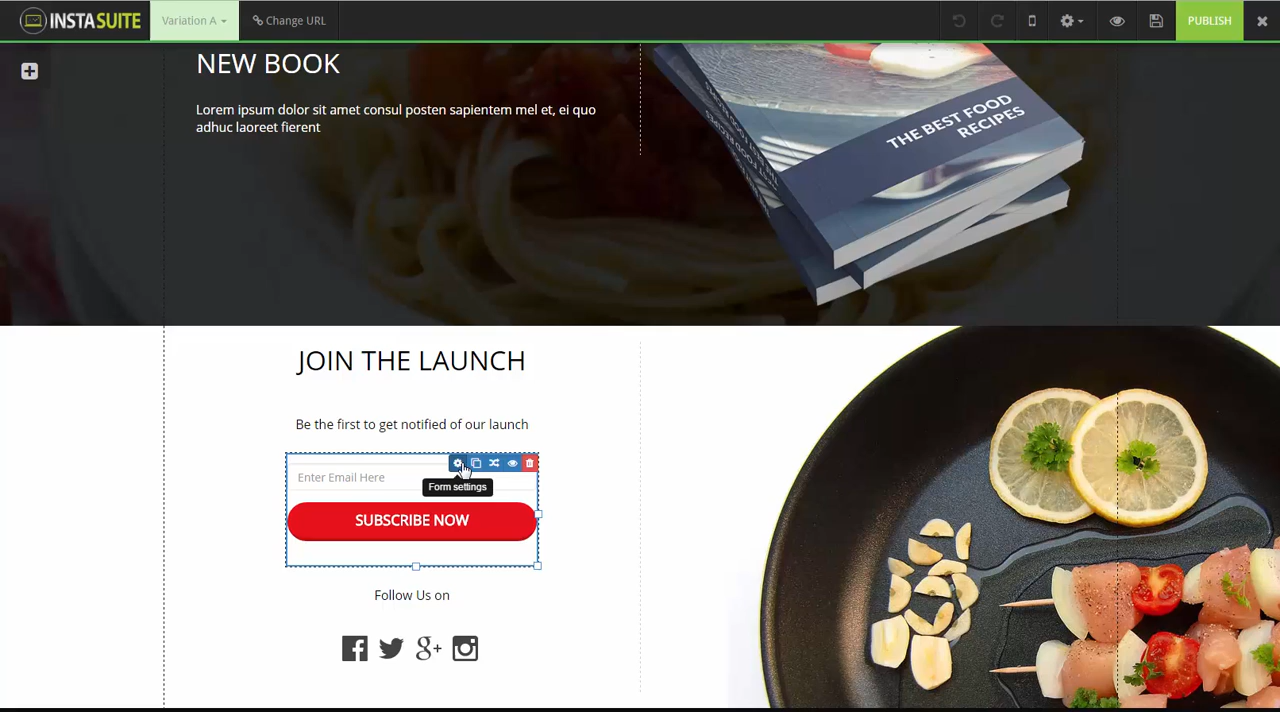 INSTASUITE
Variation A
Change URL
PUBLISH
NEW BOOK
Lorem ipsum dolor sit amet consul posten sapientem mel et, ei quo
adhuc laoreet fierent
THE BEST FOOD
RECIPES
JOIN THE LAUNCH
Be the first to get notified of our launch
Enter Email Here
Form settings
SUBSCRIBE NOW
Follow Us on